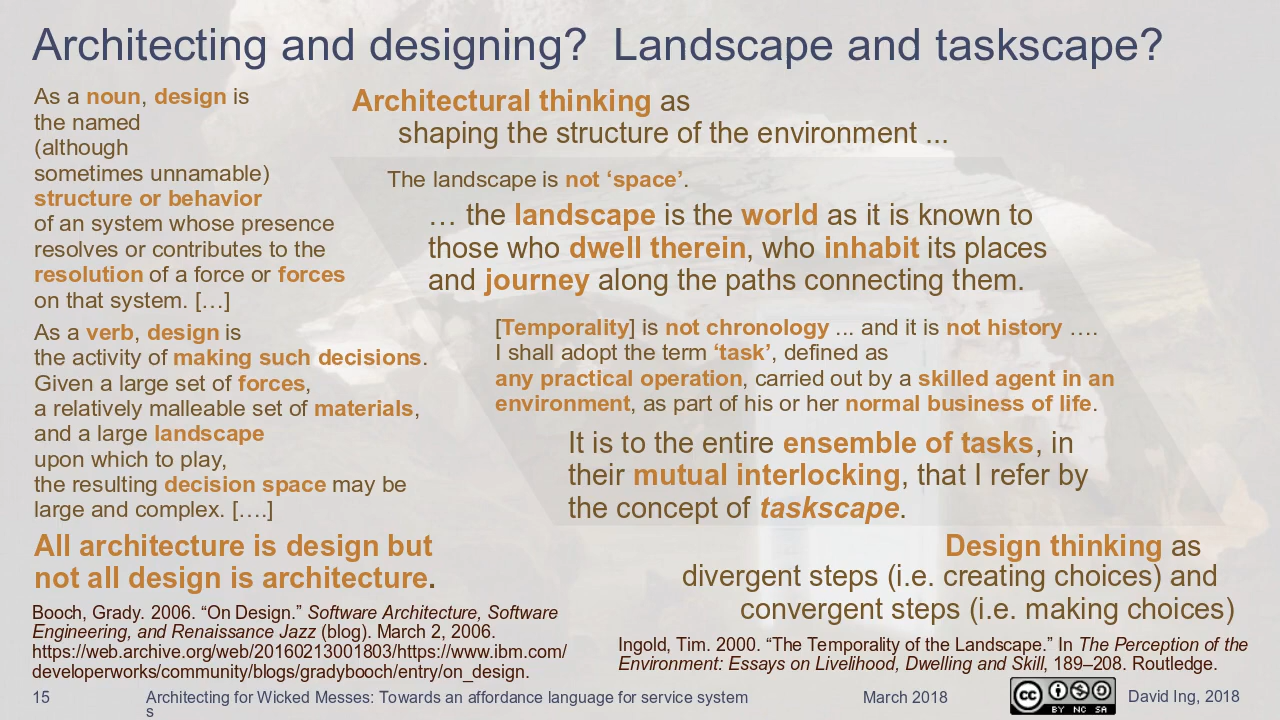 Architecting and designing?  Landscape and taskscape?
As a noun, design is
the named
(although
sometimes unnamable)
structure or behavior
of an system whose presence
resolves or contributes to the
resolution of a force or forces
on that system. […]
As a verb, design is
the activity of making such decisions.
Given a large set of forces,
a relatively malleable set of materials,
and a large landscape
upon which to play,
the resulting decision space may be
large and complex. [….]
All architecture is design but
not all design is architecture.
Booch, Grady. 2006. “On Design.” Software Architecture, Software
Engineering, and Renaissance Jazz (blog). March 2, 2006.
https://web.archive.org/web/20160213001803/https://www.ibm.com/
developerworks/community/blogs/gradybooch/entry/on_design.
Architectural thinking as
shaping the structure of the environment ...
The landscape is not ‘space’.
… the landscape is the world as it is known to
those who dwell therein, who inhabit its places
and journey along the paths connecting them.
[Temporality] is not chronology ... and it is not history ….
I shall adopt the term ‘task’, defined as
any practical operation, carried out by a skilled agent in an
environment, as part of his or her normal business of life.
It is to the entire ensemble of tasks, in
their mutual interlocking, that I refer by
the concept of taskscape.
Design thinking as
divergent steps (i.e. creating choices) and
convergent steps (i.e. making choices)
Ingold, Tim. 2000. “The Temporality of the Landscape.” In The Perception of the
Environment: Essays on Livelihood, Dwelling and Skill, 189–208. Routledge.
15
Architecting for Wicked Messes: Towards an affordance language for service system
s
March 2018
cc BY NC SA
David Ing, 2018